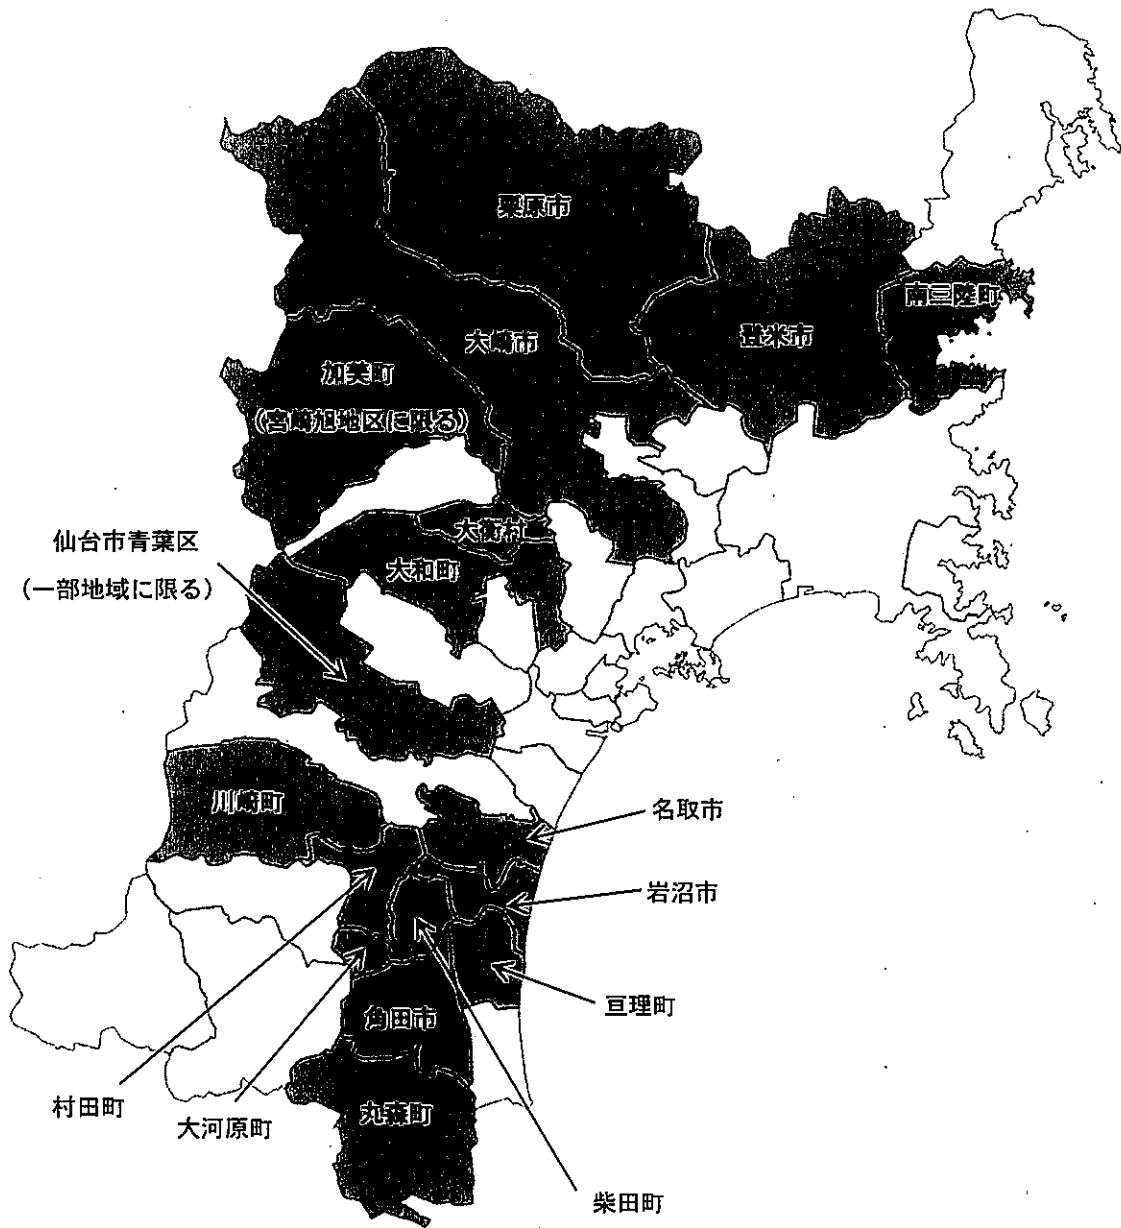 栗原市
南三陸町
登米市
大崎市
加美町
(宮崎旭地区に限る)
大衡村
仙台市青葉区
大和町
(一部地域に限る)
川崎町
名取市
岩沼市
亘理町
角田市
村田町
大河原町
丸森町
柴田町